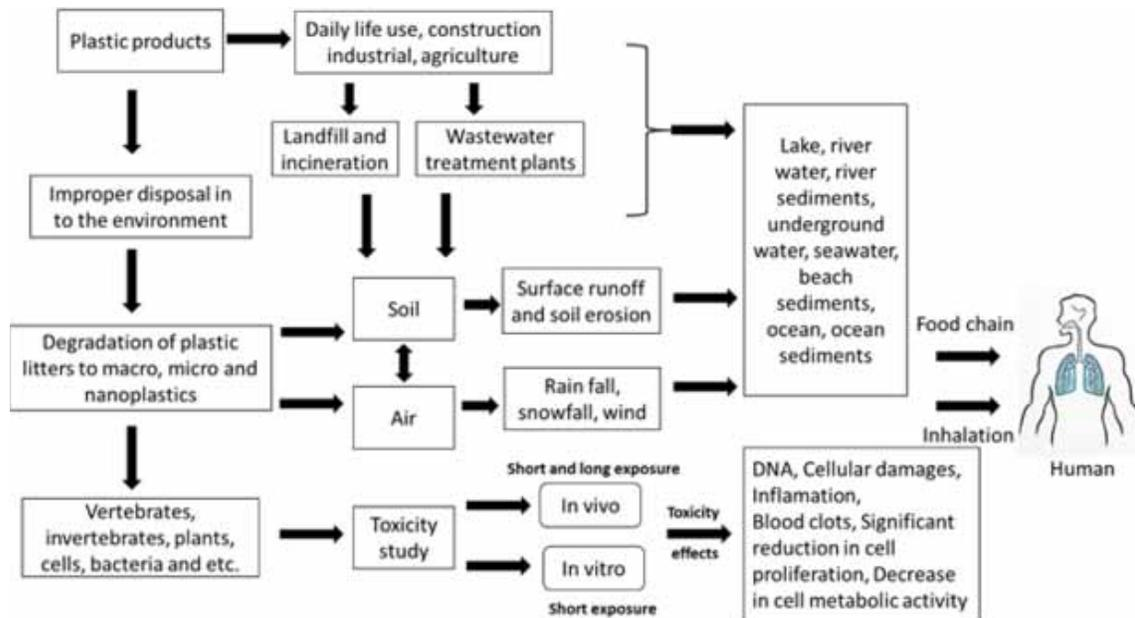 Plastic products
Daily life use, construction
industrial, agriculture
Landfill and
incineration
Wastewater
treatment plants
Improper disposal in
to the environment
Lake, river
water, river
sediments,
underground
water, seawater,
beach
sediments,
ocean, ocean
sediments
Soil
Surface runoff
and soil erosion
Degradation of plastic
litters to macro, micro and
nanoplastics
Air
Rain fall,
snowfall, wind
Food chain
Inhalation
Human
Vertebrates,
invertebrates, plants,
cells, bacteria and etc.
Toxicity
study
Short and long exposure
In vivo
In vitro
Short exposure
Toxicity
effects
DNA, Cellular damages,
Inflamation,
Blood clots, Significant
reduction in cell
proliferation, Decrease
in cell metabolic activity